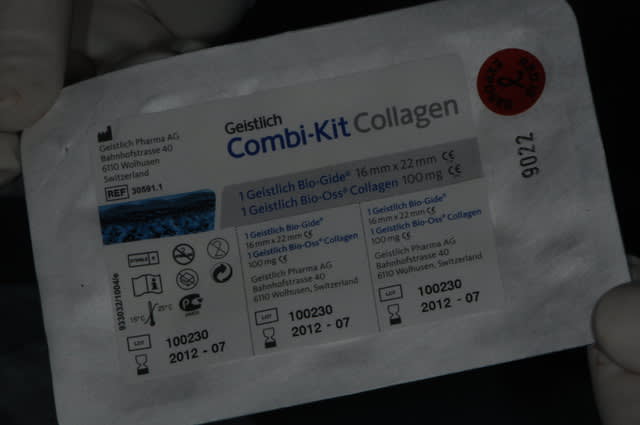 Geistlich
Combi-Kit Collagen
Geistlich Pharma AG
Bahnhofstrasse 40
6110 Wolhusen
Switzerland
REF 30591.1
1 Geistlich Bio-Gide® 16 mm x 22 mm CE
1 Geistlich Bio-Oss® Collagen 100 mg CE
STERILE R
15°C 25°C
933032/1004/e
LOT 100230
2012 - 07
1 Geistlich Bio-Gide®
16 mm x 22 mm CE
1 Geistlich Bio-Oss® Collagen
100 mg CE
Geistlich Pharma AG
Bahnhofstrasse 40
6110 Wolhusen, Switzerland
LOT 100230
2012 - 07
1 Geistlich Bio-Gide®
16 mm x 22 mm CE
1 Geistlich Bio-Oss® Collagen
100 mg CE
Geistlich Pharma AG
Bahnhofstrasse 40
6110 Wolhusen, Switzerland
LOT 100230
2012 - 07
9022